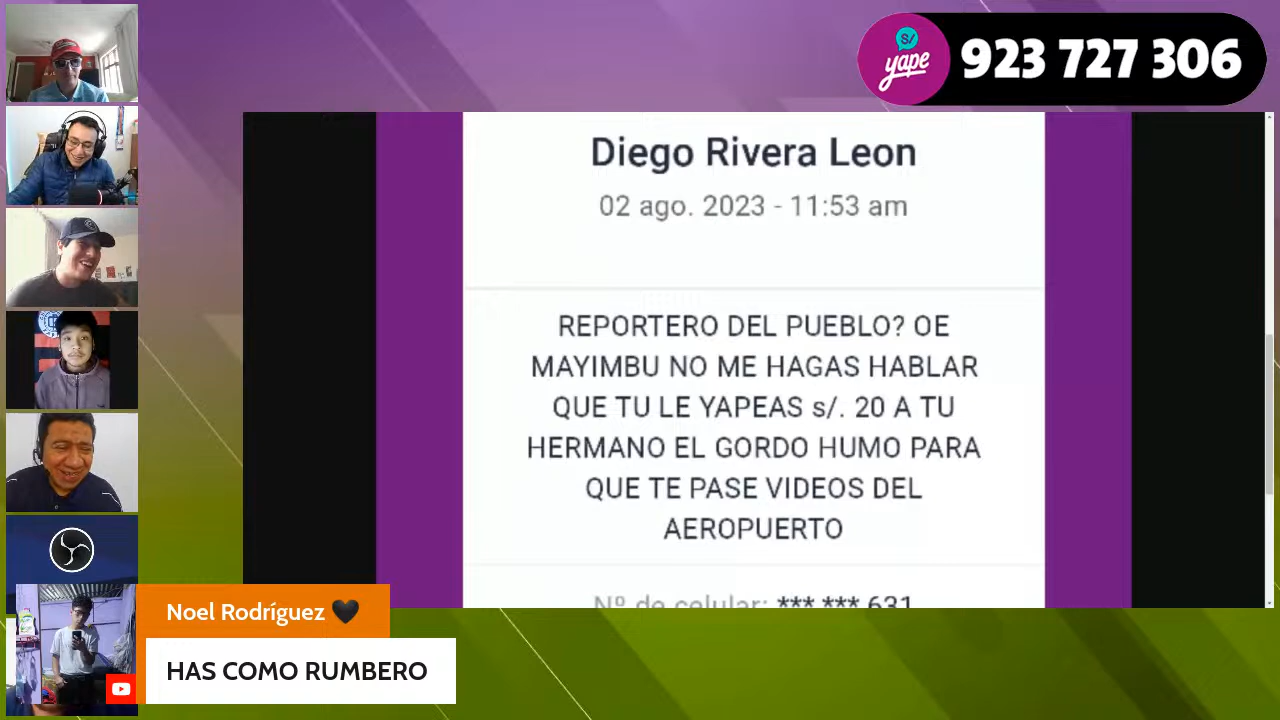 S/
yape
923 727 306
Diego Rivera Leon
02 ago. 2023 - 11:53 am
REPORTERO DEL PUEBLO? OE
MAYIMBU NO ME HAGAS HABLAR
QUE TU LE YAPEAS s/. 20 A TU
HERMANO EL GORDO HUMO PARA
QUE TE PASE VIDEOS DEL
AEROPUERTO
Nº de celular: *** *** 631
Noel Rodríguez 🖤
HAS COMO RUMBERO